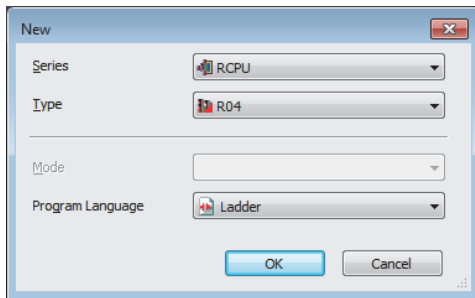 New
Series RCPU
Type R04
Mode
Program Language Ladder
OK Cancel